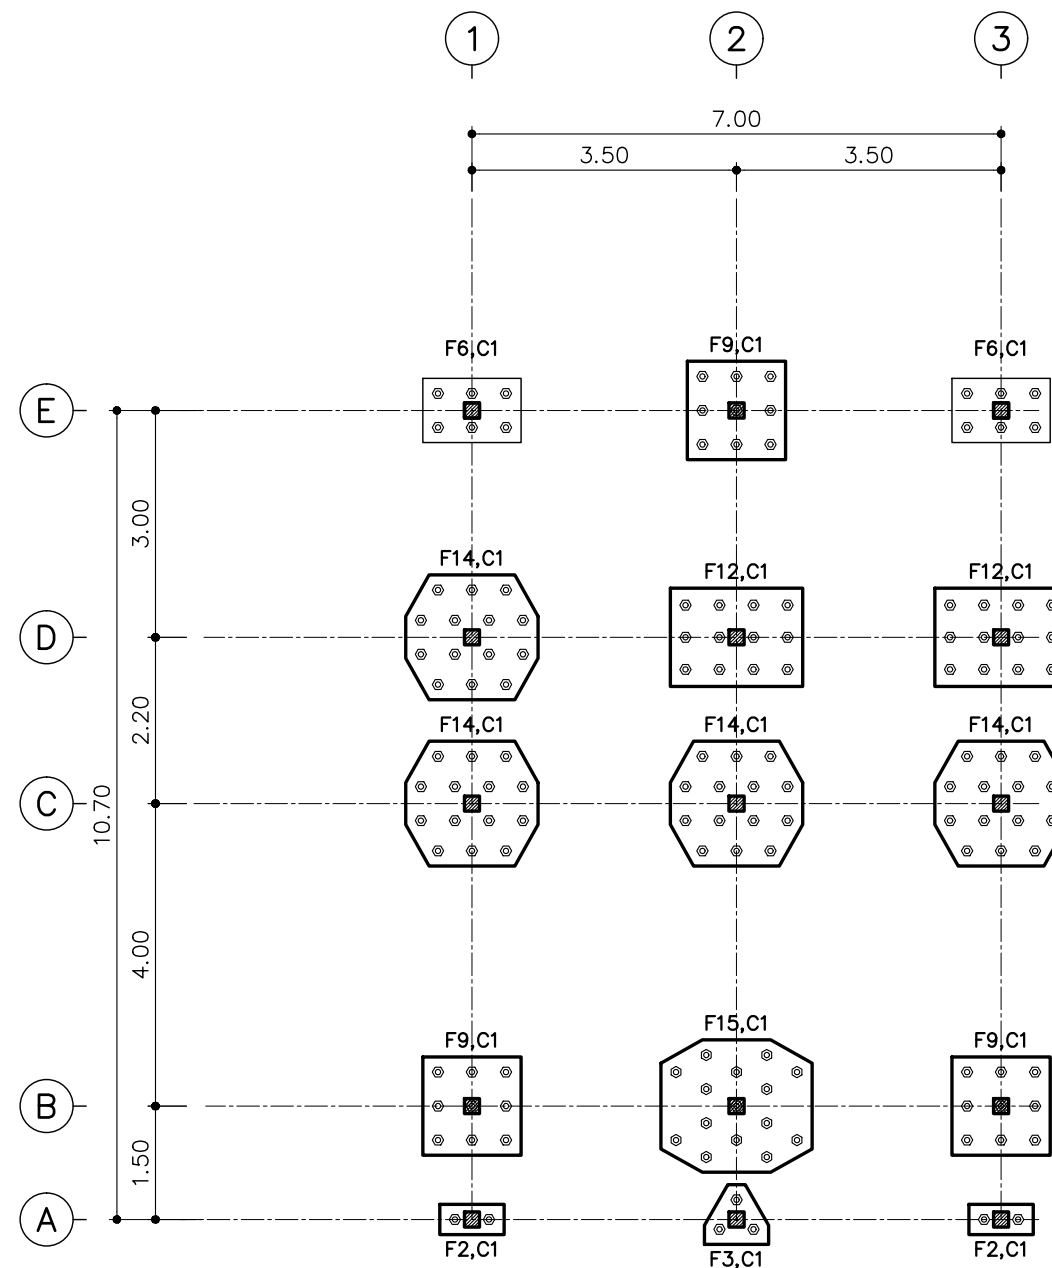 1 2 3
7.00
3.50 3.50
F6,C1 F9,C1 F6,C1
E
3.00
F14,C1 F12,C1 F12,C1
D
2.20
F14,C1 F14,C1 F14,C1
C
10.70
4.00
F9,C1 F15,C1 F9,C1
B
1.50
A
F2,C1 F3,C1 F2,C1